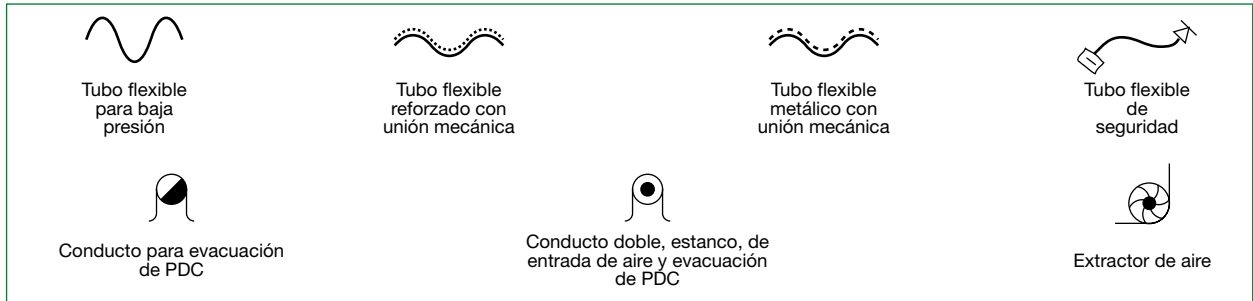 Tubo flexible
para baja
presión
Tubo flexible
reforzado con
unión mecánica
Tubo flexible
metálico con
unión mecánica
Tubo flexible
de
seguridad
Conducto para evacuación
de PDC
Conducto doble, estanco, de
entrada de aire y evacuación
de PDC
Extractor de aire